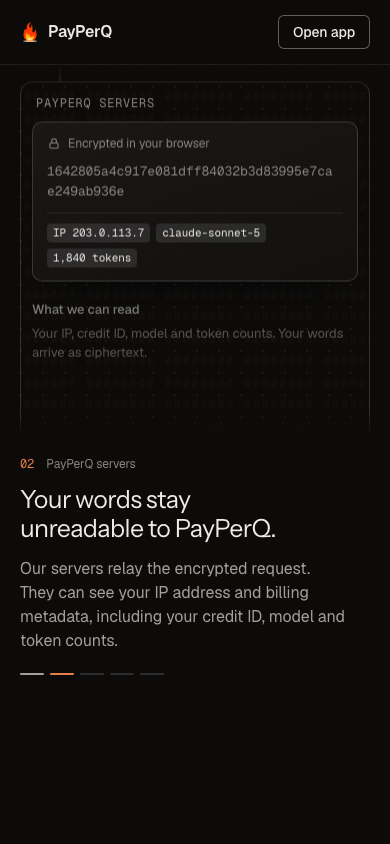 PayPerQ
Open app
PAYPERQ SERVERS
Encrypted in your browser
1642805a4c917e081dff84032b3d83995e7ca
e249ab936e
IP 203.0.113.7
claude-sonnet-5
1,840 tokens
What we can read
Your IP, credit ID, model and token counts. Your words
arrive as ciphertext.
02 PayPerQ servers
Your words stay
unreadable to PayPerQ.
Our servers relay the encrypted request.
They can see your IP address and billing
metadata, including your credit ID, model and
token counts.